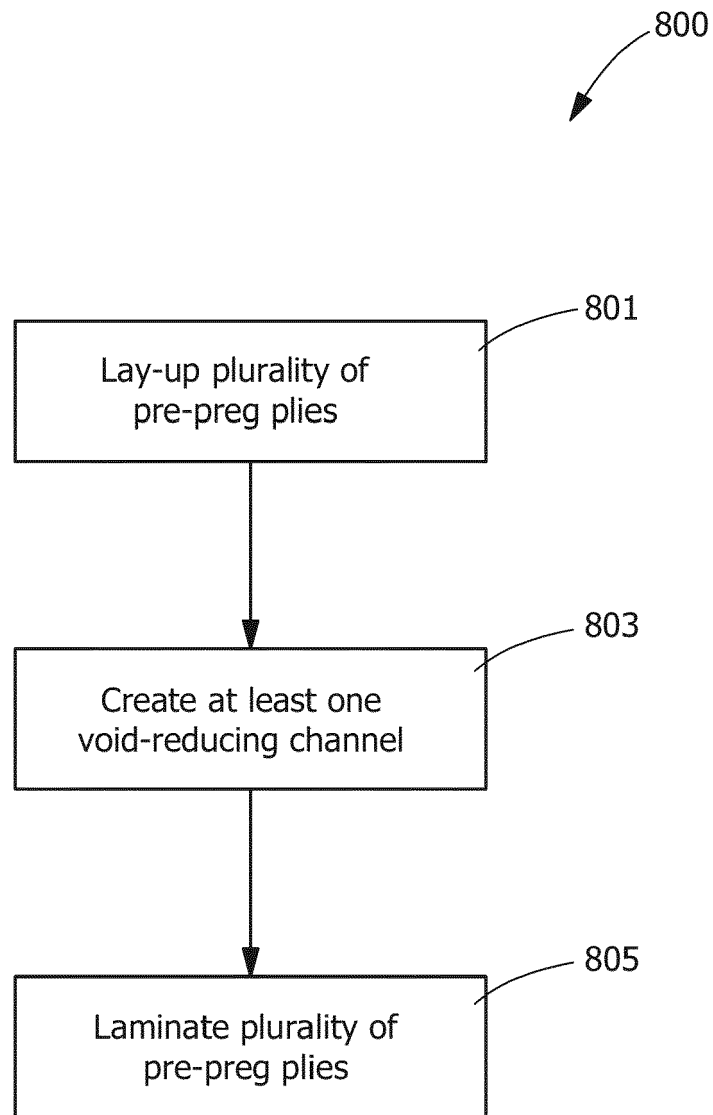 800
801
Lay-up plurality of
pre-preg plies
803
Create at least one
void-reducing channel
805
Laminate plurality of
pre-preg plies